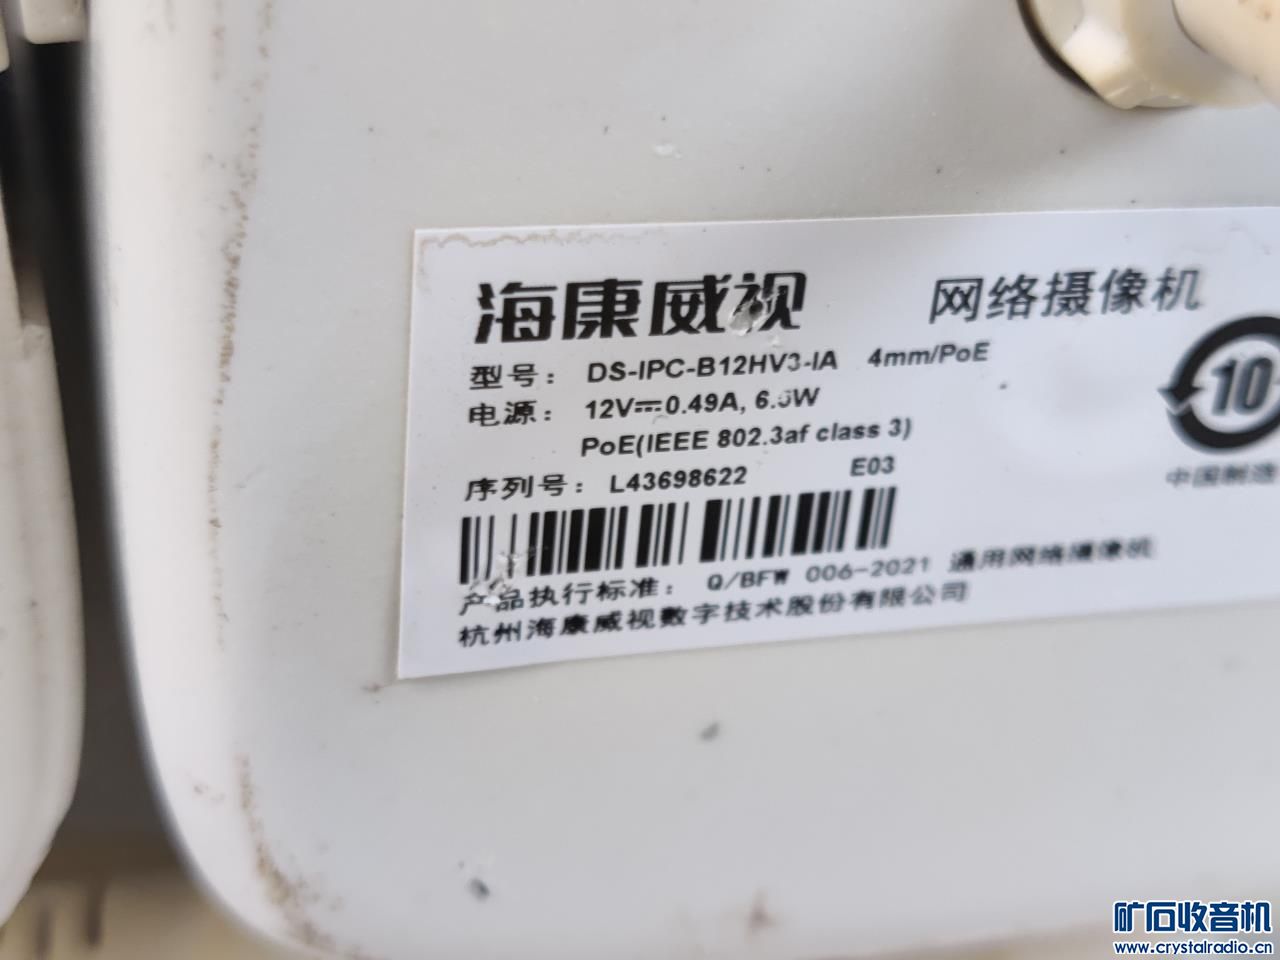 海康威视 网络摄像机
型号: DS-IPC-B12HV3-IA 4mm/PoE
电源: 12V⎓0.49A,
PoE(IEEE 802.3af class 3)
序列号: L43698622 E03
10
中国制造
产品执行标准: Q/BFW 006-2021 通用网络摄像机
杭州海康威视数字技术股份有限公司
矿石收音机
www.crystalradio.cn